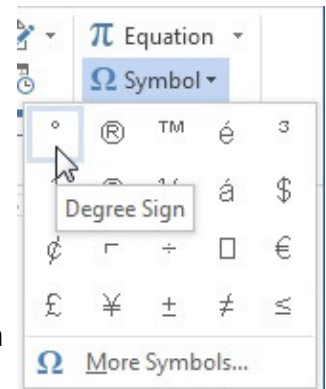 π Equation
Ω Symbol
° ® ™ é ³
á $
Degree Sign
¢ ÷ €
£ ¥ ± ≠ ≤
Ω More Symbols...